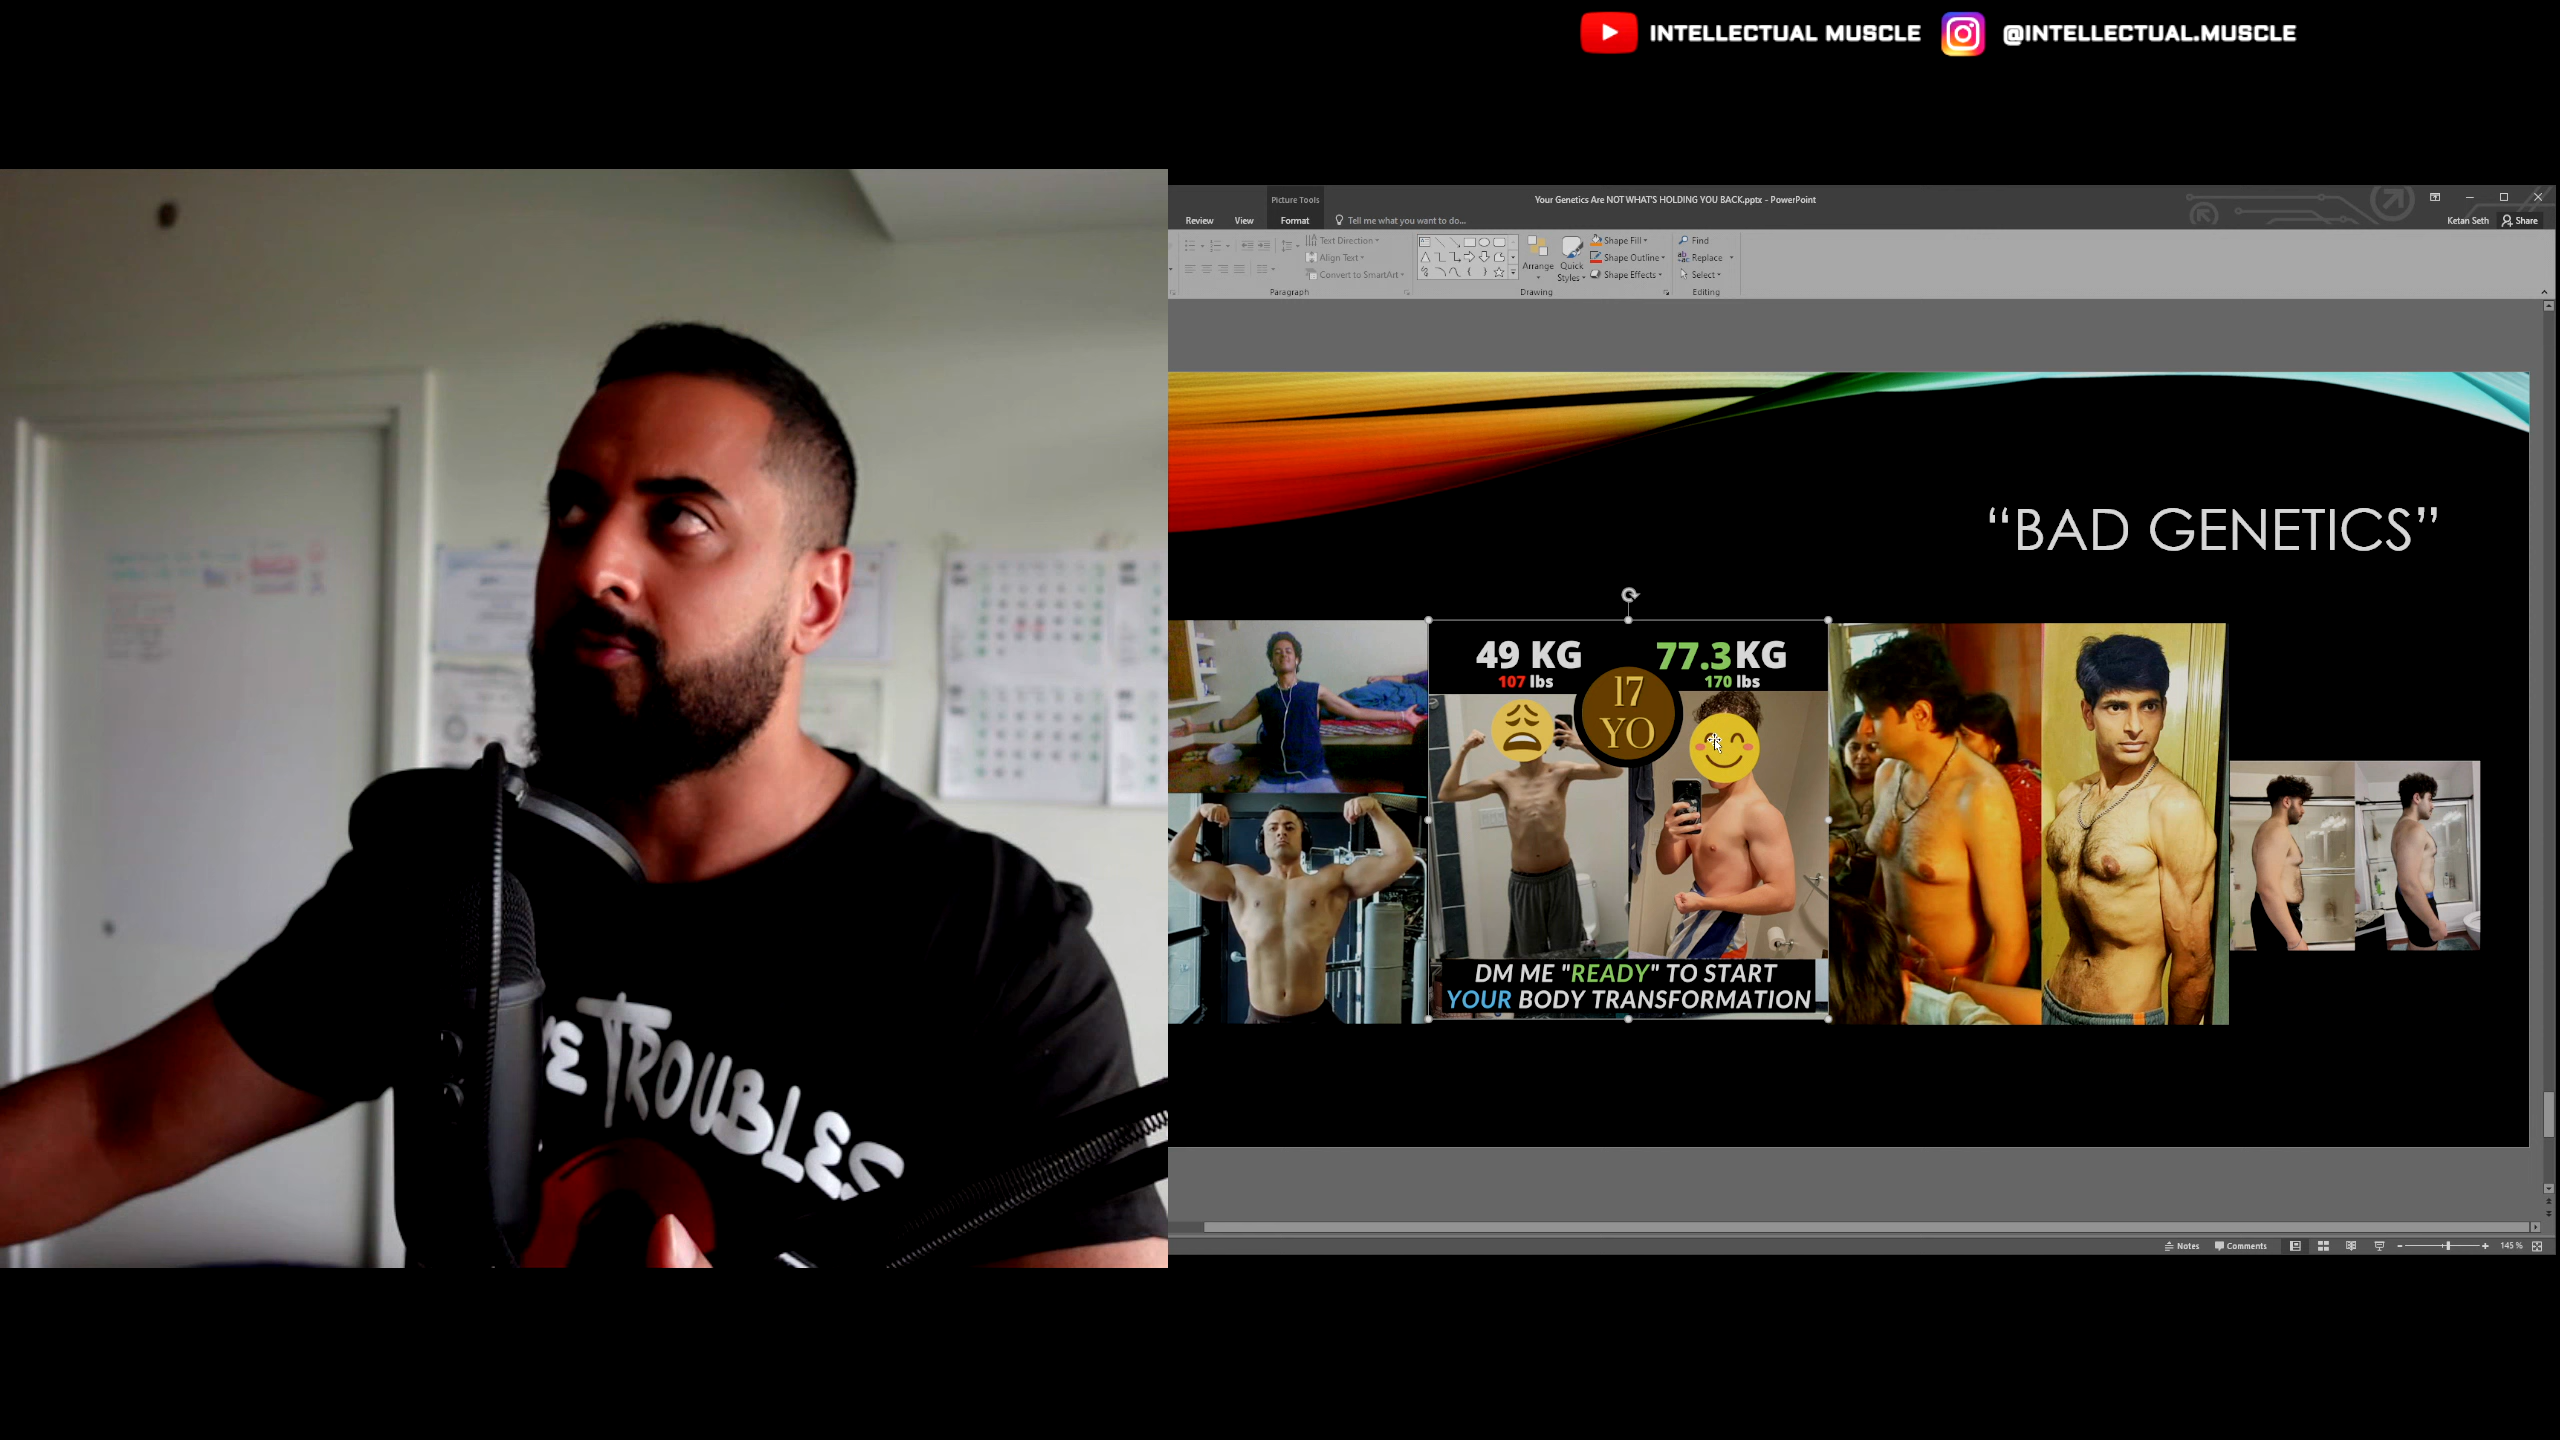 INTELLECTUAL MUSCLE @INTELLECTUAL.MUSCLE
Picture Tools
Your Genetics Are NOT WHAT'S HOLDING YOU BACK.pptx - PowerPoint
Review View Format Tell me what you want to do...
Ketan Seth Share
Text Direction
Align Text
Convert to SmartArt
Paragraph
Arrange
Quick Styles
Shape Fill
Shape Outline
Shape Effects
Drawing
Find
Replace
Select
Editing
“BAD GENETICS”
49 KG
107 lbs
77.3KG
170 lbs
17
YO
DM ME "READY" TO START
YOUR BODY TRANSFORMATION
TROUBLES
Notes Comments 145 %